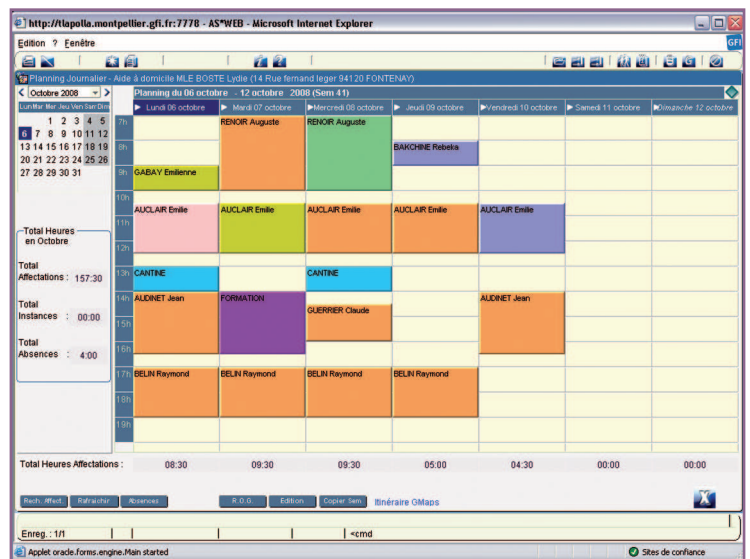 http://tlapolla.montpellier.gfi.fr:7778 - AS*WEB - Microsoft Internet Explorer
Edition ? Fenêtre
GFI
Planning Journalier - Aide à domicile MLE BOSTE Lydie (14 Rue fernand leger 94120 FONTENAY)
Octobre 2008
Planning du 06 octobre - 12 octobre 2008 (Sem 41)
Lun Mar Mer Jeu Ven Sam Dim
Lundi 06 octobre Mardi 07 octobre Mercredi 08 octobre Jeudi 09 octobre Vendredi 10 octobre Samedi 11 octobre Dimanche 12 octobre
1 2 3 4 5
6 7 8 9 10 11 12
13 14 15 16 17 18 19
20 21 22 23 24 25 26
27 28 29 30 31
7h RENOIR Auguste RENOIR Auguste
8h BAKCHINE Rebeka
9h GABAY Emilienne
10h
AUCLAIR Emilie AUCLAIR Emilie AUCLAIR Emilie AUCLAIR Emilie AUCLAIR Emilie
11h
12h
13h CANTINE CANTINE
14h AUDINET Jean FORMATION AUDINET Jean
GUERRIER Claude
15h
16h
17h BELIN Raymond BELIN Raymond BELIN Raymond BELIN Raymond
18h
19h
Total Heures
en Octobre
Total
Affectations : 157:30
Total
Instances : 00:00
Total
Absences : 4:00
Total Heures Affectations : 08:30 09:30 09:30 05:00 04:30 00:00 00:00
Rech. Affect. Rafraichir Absences R.D.G. Edition Copier Sem Itinéraire GMaps
X
Enreg.: 1/1 <cmd
Applet oracle.forms.engine.Main started Sites de confiance